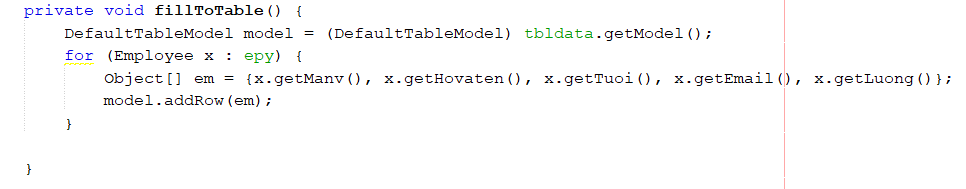 private void fillToTable() {
    DefaultTableModel model = (DefaultTableModel) tbldata.getModel();
    for (Employee x : epy) {
        Object[] em = {x.getManv(), x.getHovaten(), x.getTuoi(), x.getEmail(), x.getLuong()};
        model.addRow(em);
    }
}